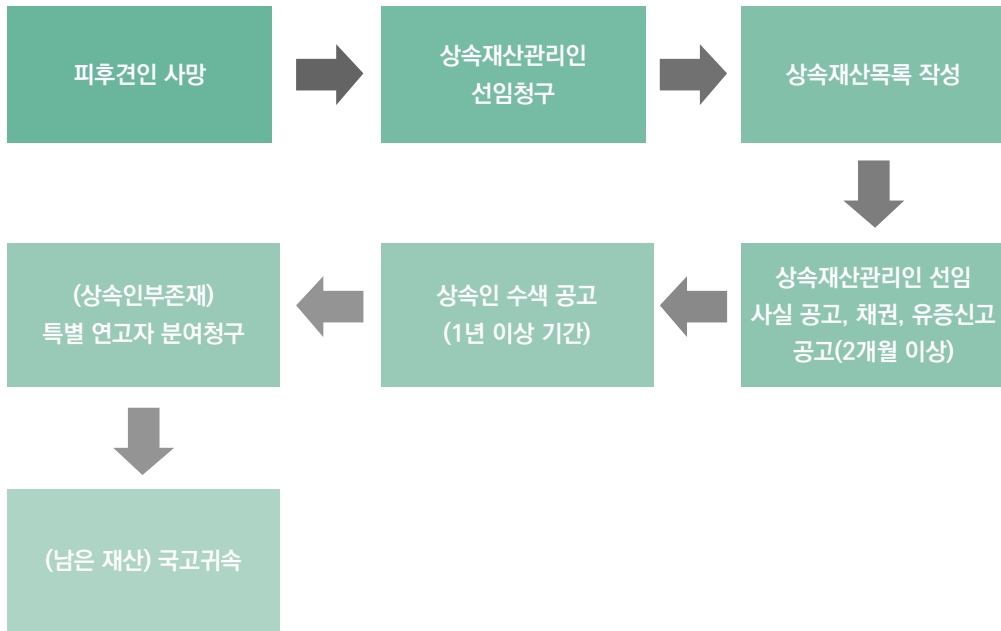 피후견인 사망
상속재산관리인
선임청구
상속재산목록 작성
상속재산관리인 선임
사실 공고, 채권, 유증신고
공고(2개월 이상)
상속인 수색 공고
(1년 이상 기간)
(상속인부존재)
특별 연고자 분여청구
(남은 재산) 국고귀속